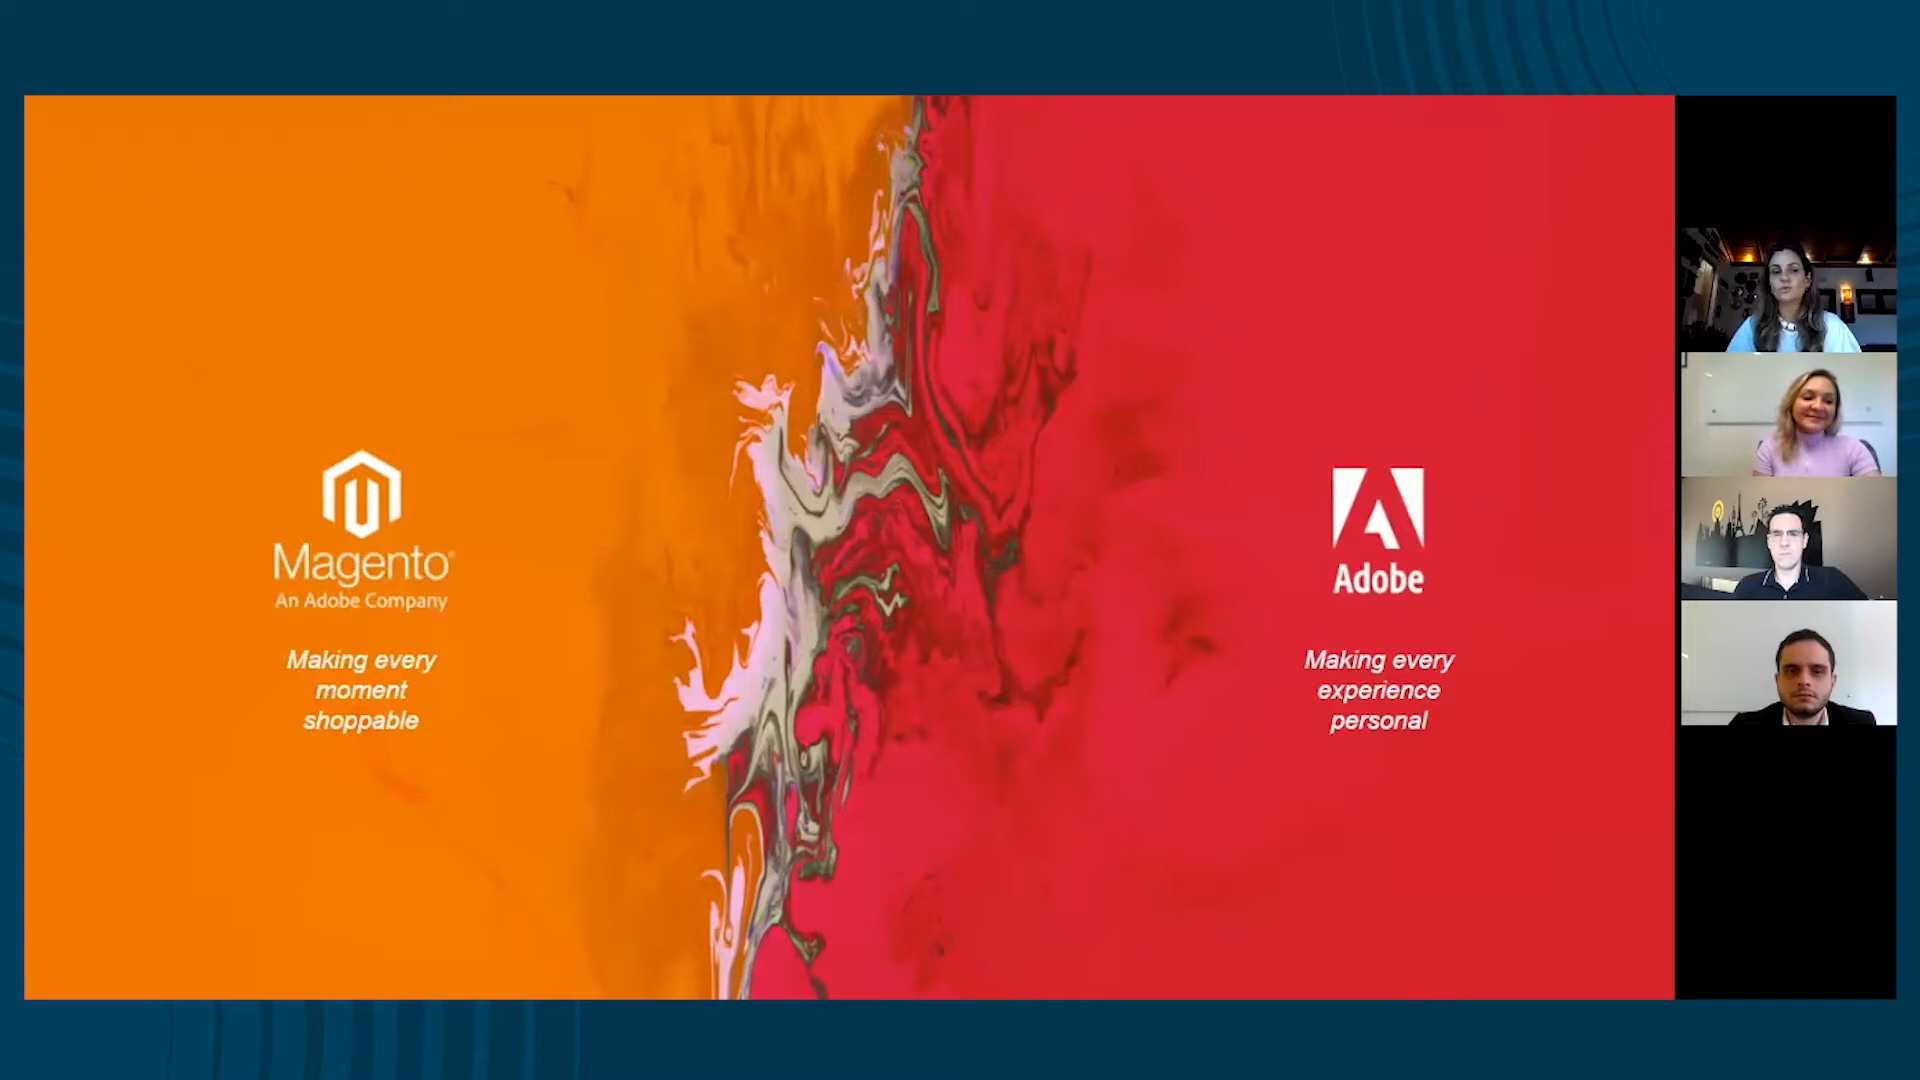 Magento®
An Adobe Company
Making every
moment
shoppable
Adobe
Making every
experience
personal